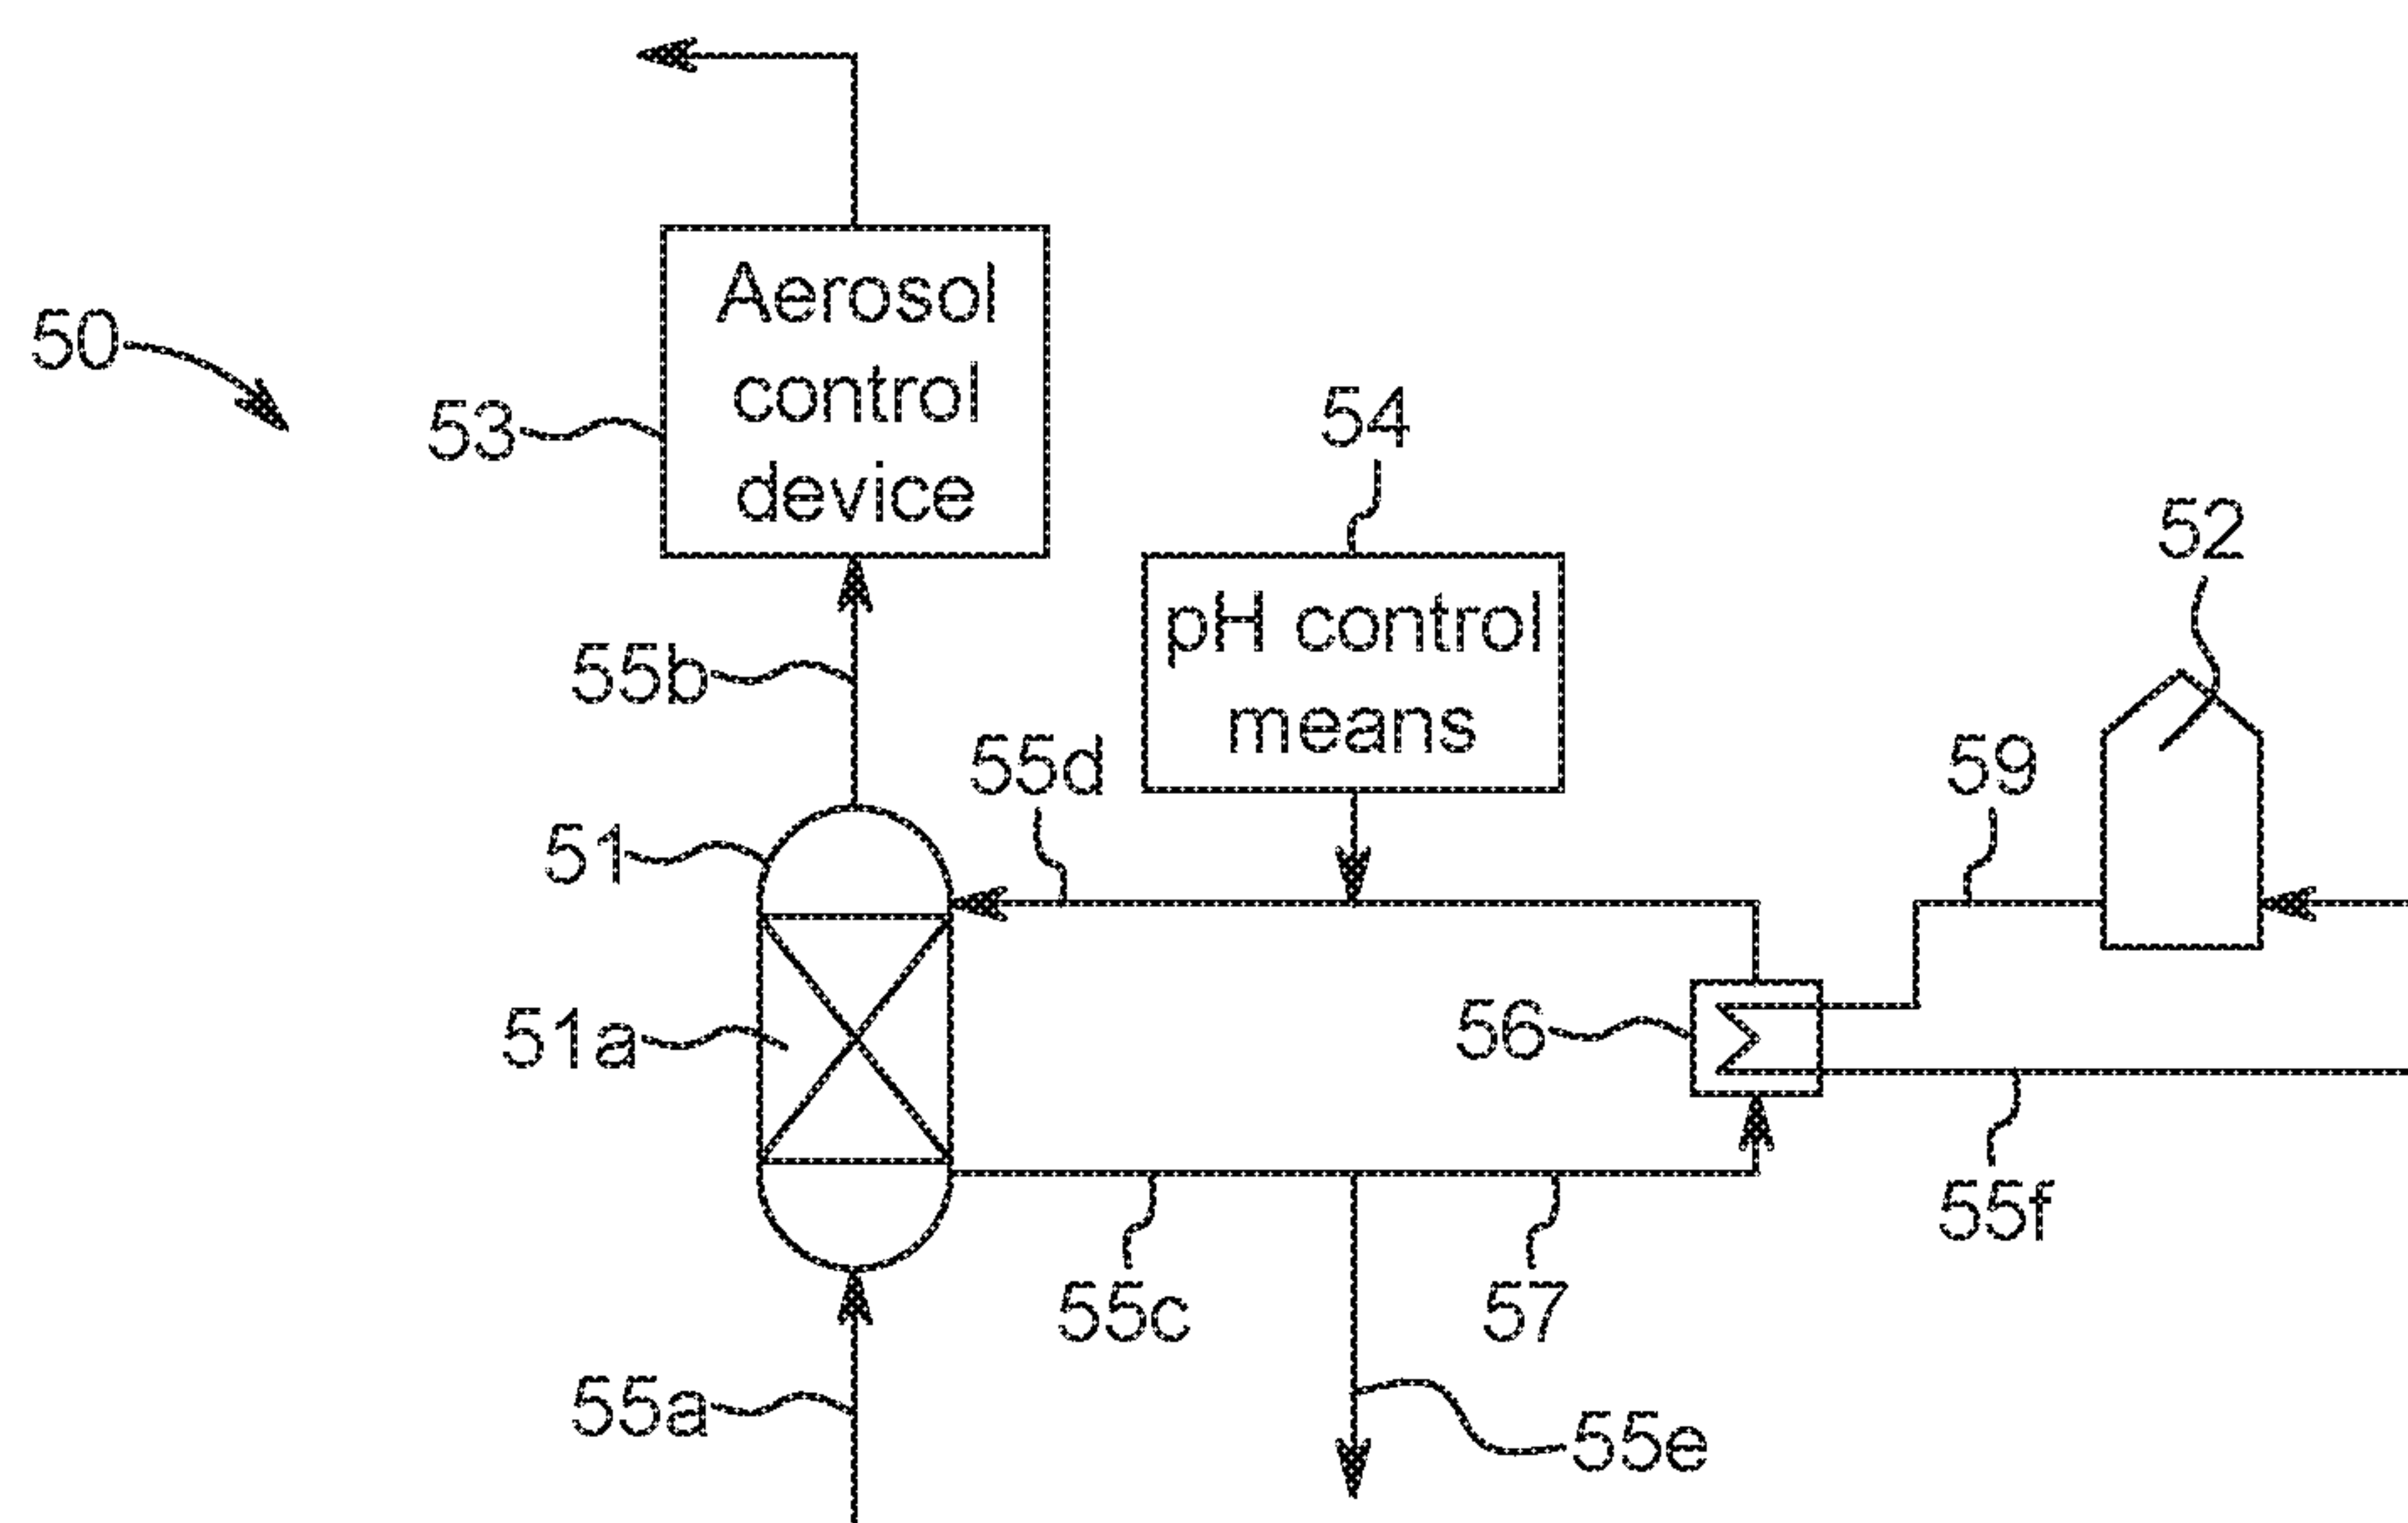 Aerosol
control
device
50
53
54
52
pH control
means
55b
55d
59
51
51a
56
55f
55c
57
55a
55e